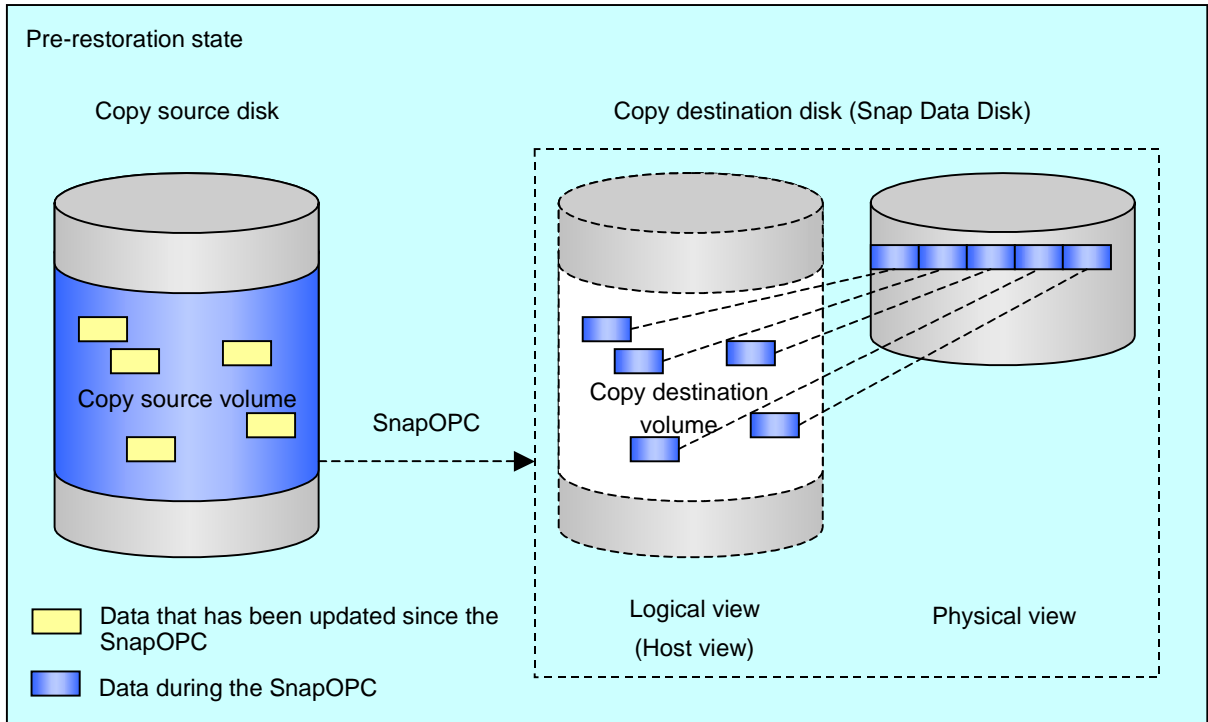 Pre-restoration state
Copy source disk
Copy destination disk (Snap Data Disk)
Copy source volume
SnapOPC
Copy destination
volume
Logical view
(Host view)
Physical view
Data that has been updated since the
SnapOPC
Data during the SnapOPC